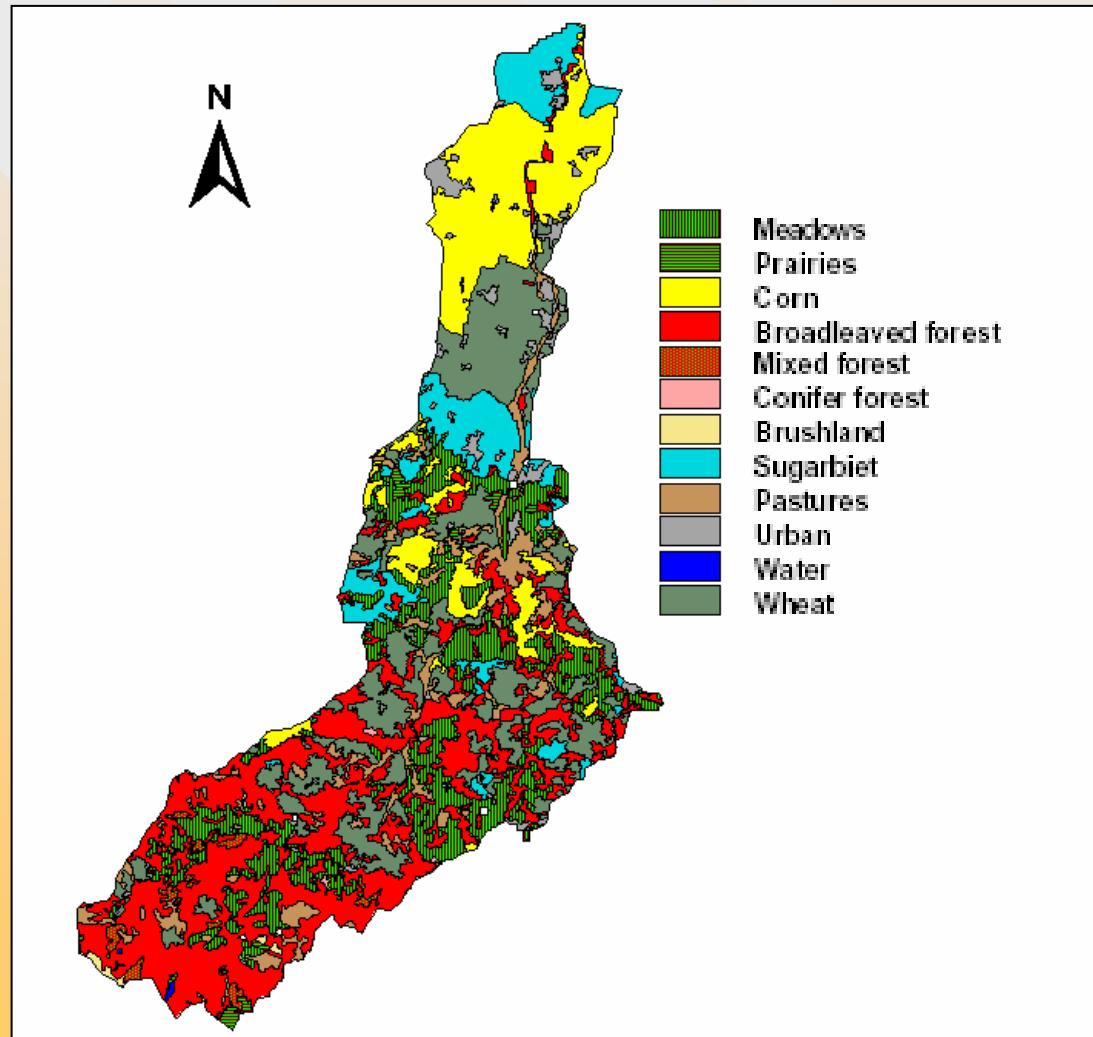 N
Meadows
Prairies
Corn
Broadleaved forest
Mixed forest
Conifer forest
Brushland
Sugarbiet
Pastures
Urban
Water
Wheat